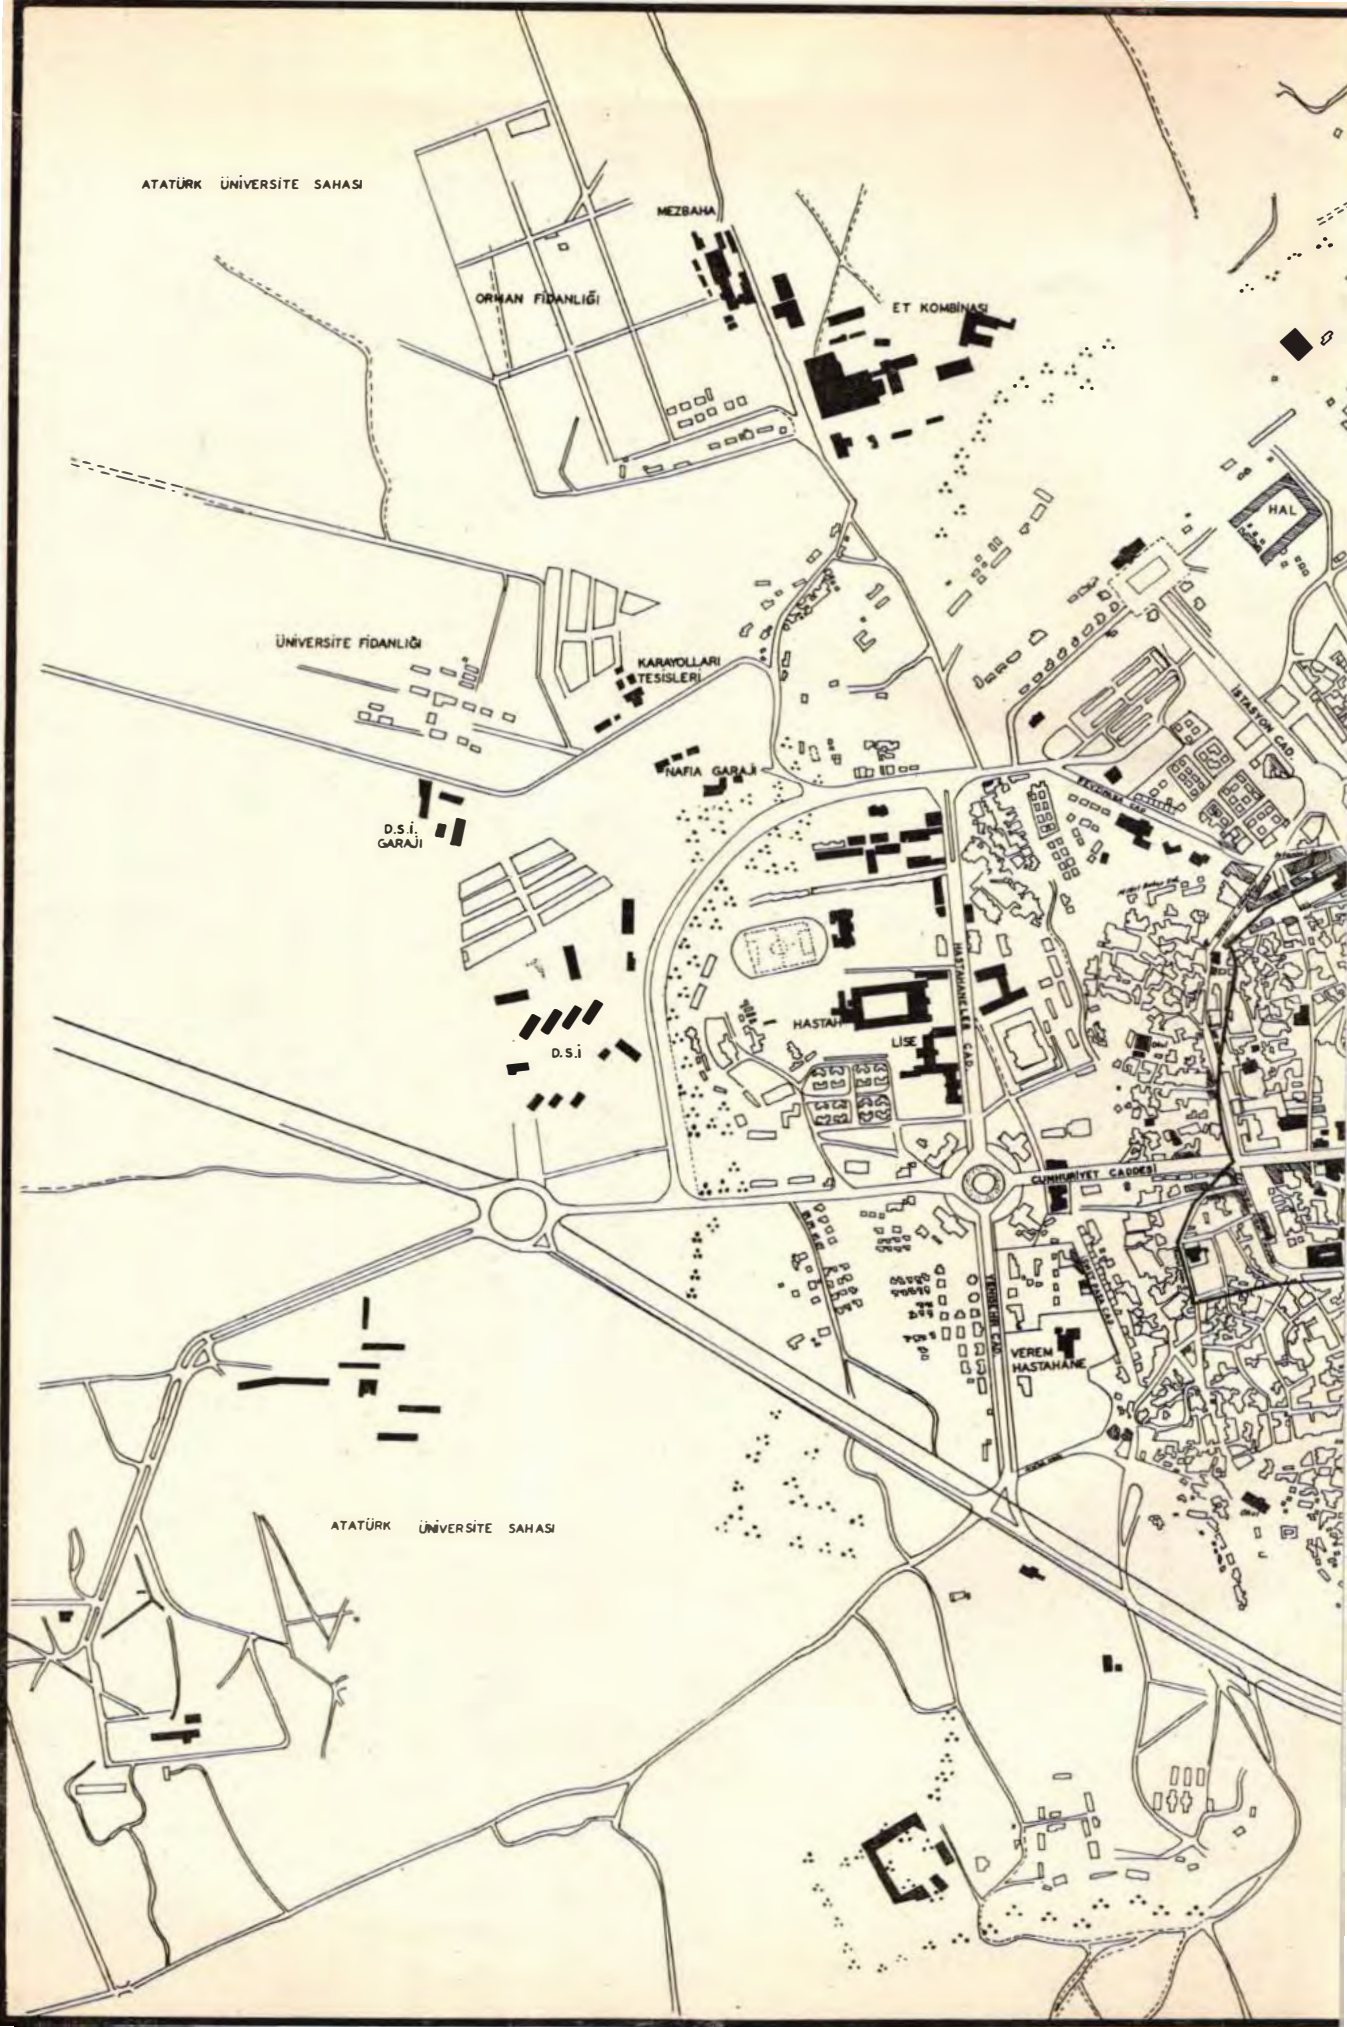 ATATÜRK ÜNİVERSİTE SAHASI
MEZBAHA
ORMAN FİDANLIĞI
ET KOMBİNASI
HAL
ÜNİVERSİTE FİDANLIĞI
KARAYOLLARI
TESİSLERİ
İSTASYON CAD.
NAFIA GARAJİ
D.S.İ.
GARAJI
HASTAHANELER CAD.
HASTAH
LİSE
D.S.İ
Okul
CUMHURİYET CADDESİ
VEREM
HASTAHANE
ATATÜRK ÜNİVERSİTE SAHASI
Okul